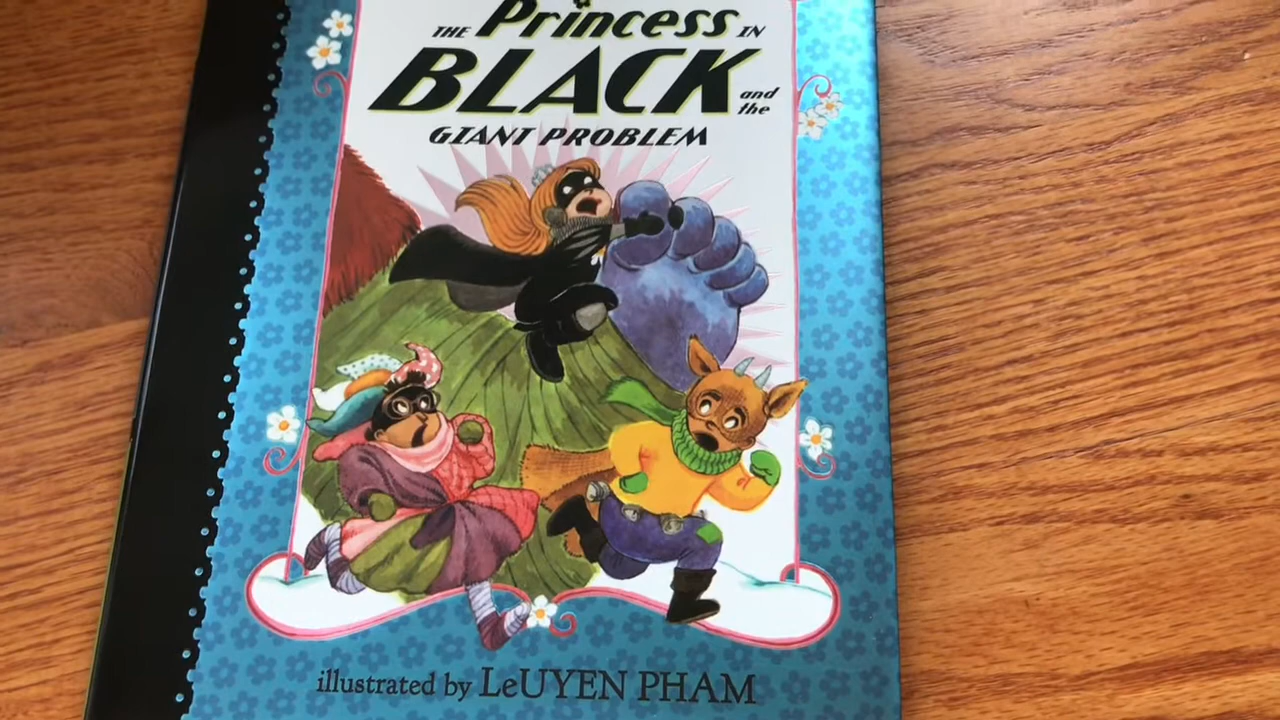 THE Princess IN
BLACK and the
GIANT PROBLEM
illustrated by LeUYEN PHAM